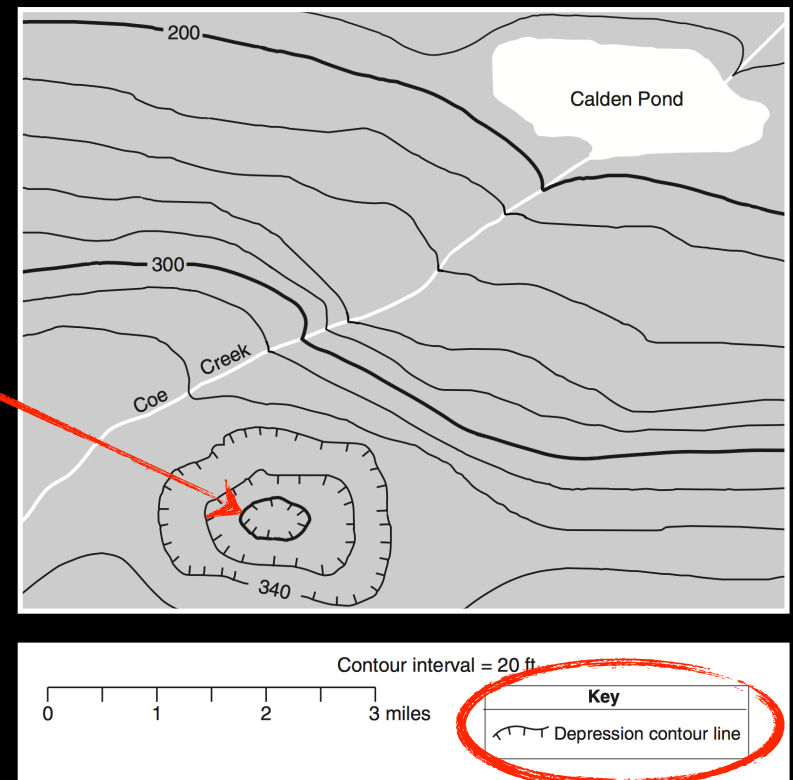 200
Calden Pond
300
Coe Creek
340
Contour interval = 20 ft.
0 1 2 3 miles
Key
Depression contour line